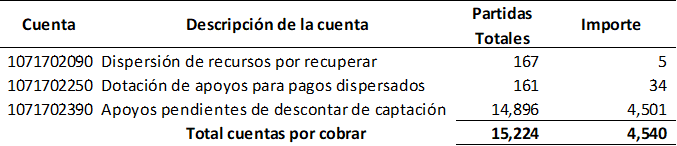 Cuenta Descripción de la cuenta Partidas Totales Importe
1071702090 Dispersión de recursos por recuperar 167 5
1071702250 Dotación de apoyos para pagos dispersados 161 34
1071702390 Apoyos pendientes de descontar de captación 14,896 4,501
Total cuentas por cobrar 15,224 4,540